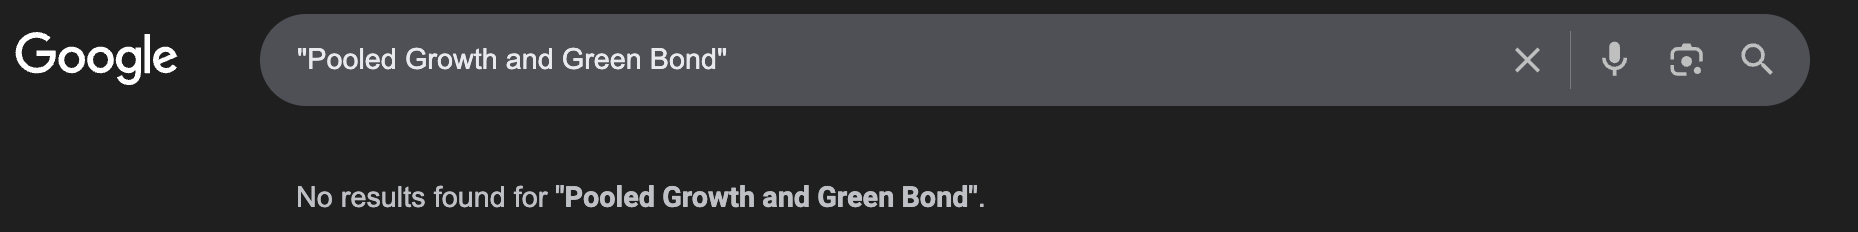 Google
"Pooled Growth and Green Bond"
No results found for "Pooled Growth and Green Bond".